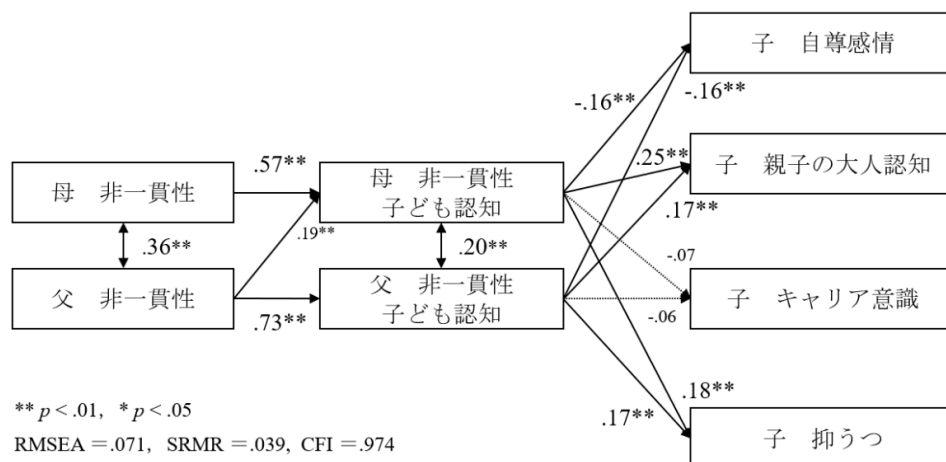 子　自尊感情
-.16**
-.16**
子　親子の大人認知
.25**
.17**
母　非一貫性
.57**
母　非一貫性
子ども認知
.36**
.19**
.20**
-.07
父　非一貫性
.73**
父　非一貫性
子ども認知
-.06
子　キャリア意識
.18**
.17**
子　抑うつ
** p < .01, * p < .05
RMSEA =.071, SRMR =.039, CFI =.974